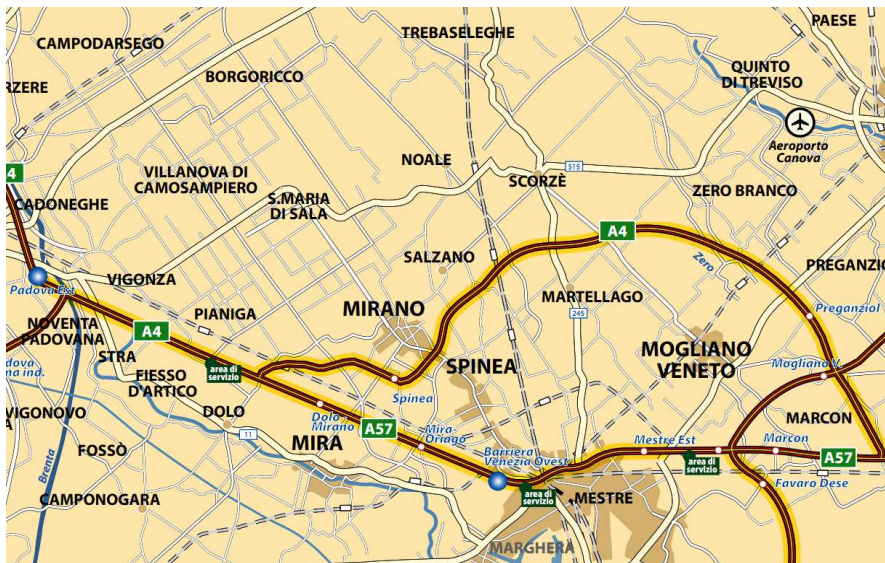 TREBASELEGHE
PAESE
CAMPODARSEGO
QUINTO
DI TREVISO
BORGORICCO
RZERE
Aeroporto
Canova
NOALE
515
4
VILLANOVA DI
CAMOSAMPIERO
SCORZÈ
ZERO BRANCO
S.MARIA
DI SALA
CADONEGHE
A4
SALZANO
Zero
PREGANZIO
VIGONZA
Padova Est
MARTELLAGO
MIRANO
PIANIGA
245
Preganziol
NOVENTA
PADOVANA
A4
MOGLIANO
VENETO
STRA
SPINEA
dova
na ind.
area di
servizio
Mogliano V.
FIESSO
D'ARTICO
Spinea
VIGONOVO
DOLO
Dolo-
Mirano
A57
Mira-
Oriago
MARCON
11
MIRA
Mestre Est
Marcon
FOSSÒ
Barriera
Venezia Ovest
area di
servizio
A57
Brenta
Favaro Dese
CAMPONOGARA
area di
servizio
MESTRE
MARGHERA